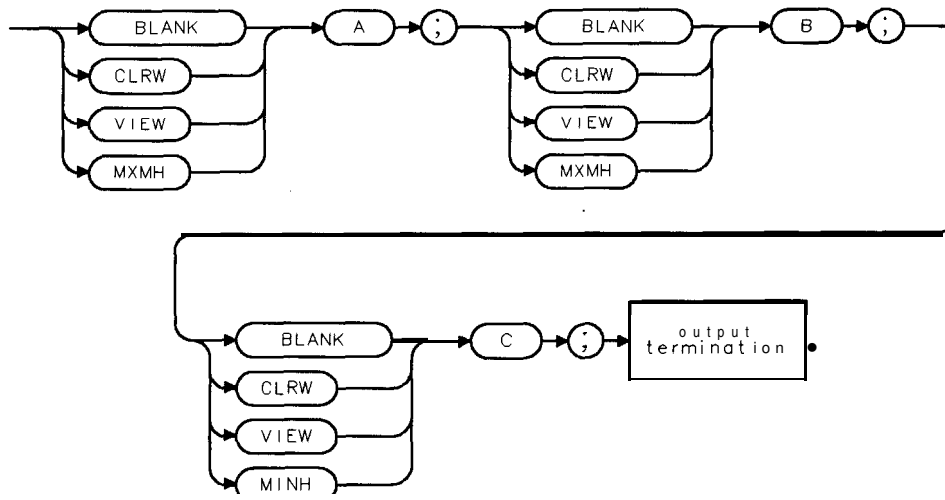 BLANK A ; BLANK B ;
CLRW CLRW
VIEW VIEW
MXMH MXMH
BLANK C ; output termination
CLRW
VIEW
MINH